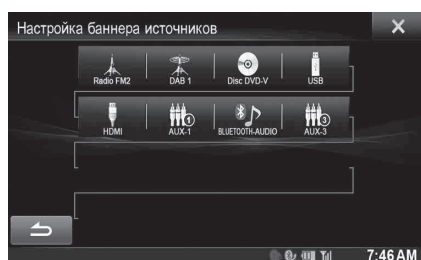 Настройка баннера источников
Radio FM2
DAB 1
Disc DVD-V
USB
HDMI
AUX-1
BLUETOOTH-AUDIO
AUX-3
7:46 AM